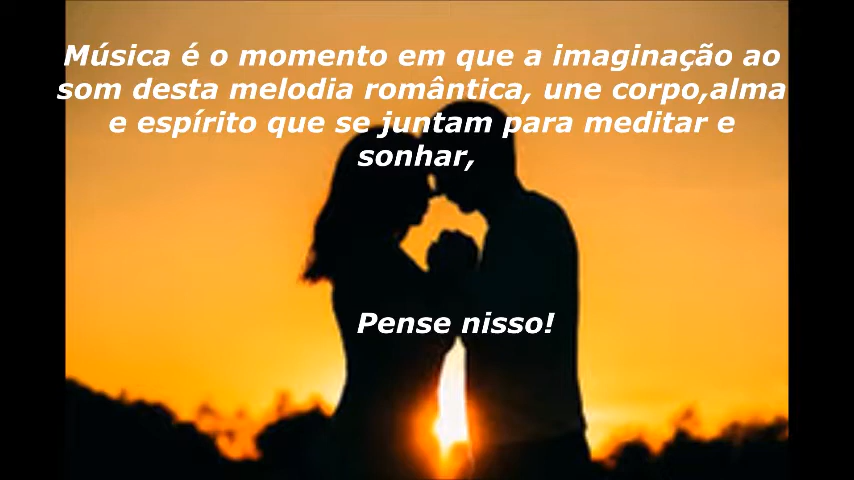 Música é o momento em que a imaginação ao
som desta melodia romântica, une corpo,alma
e espírito que se juntam para meditar e
sonhar,
Pense nisso!